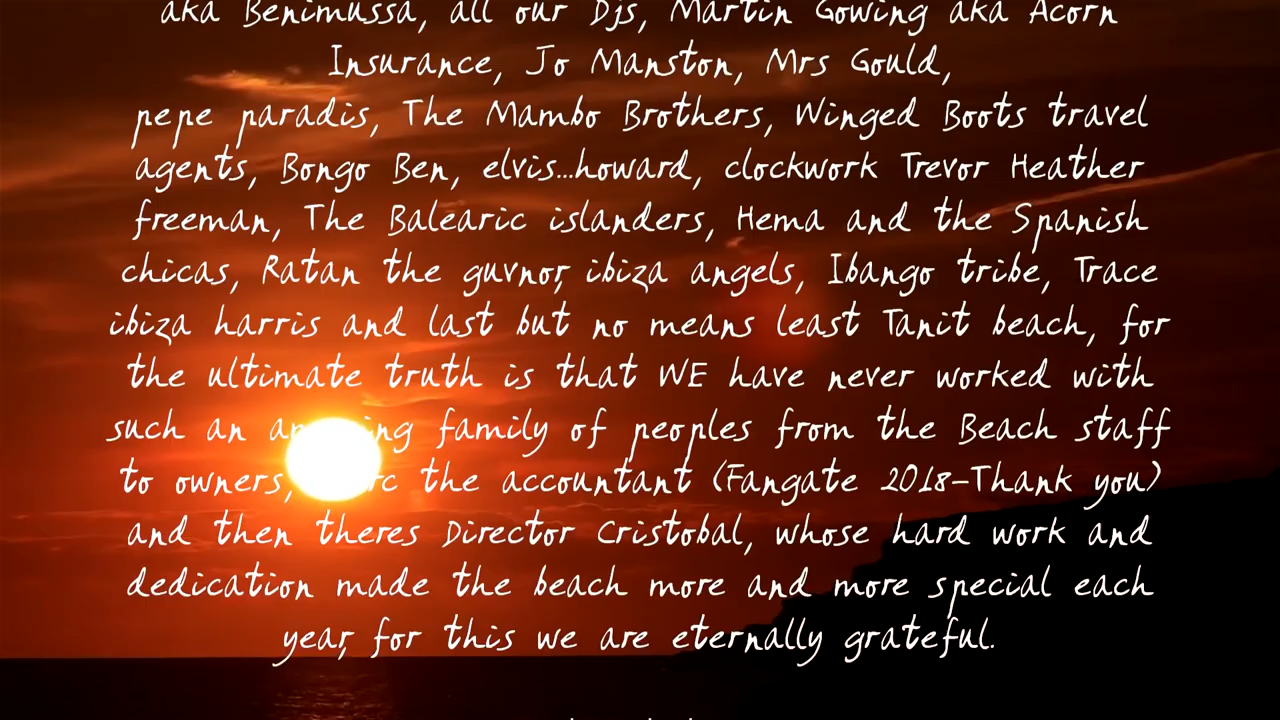 aka Benimussa, all our Djs, Martin Gowing aka Acorn
Insurance, Jo Manston, Mrs Gould,
pepe paradis, The Mambo Brothers, Winged Boots travel
agents, Bongo Ben, elvis...howard, clockwork Trevor Heather
freeman, The Balearic islanders, Hema and the Spanish
chicas, Ratan the guvnor, ibiza angels, Ibango tribe, Trace
ibiza harris and last but no means least Tanit beach, for
the ultimate truth is that WE have never worked with
such an family of peoples from the Beach staff
to owners, the accountant (Fangate 2018-Thank you)
and then theres Director Cristobal, whose hard work and
dedication made the beach more and more special each
year, for this we are eternally grateful.